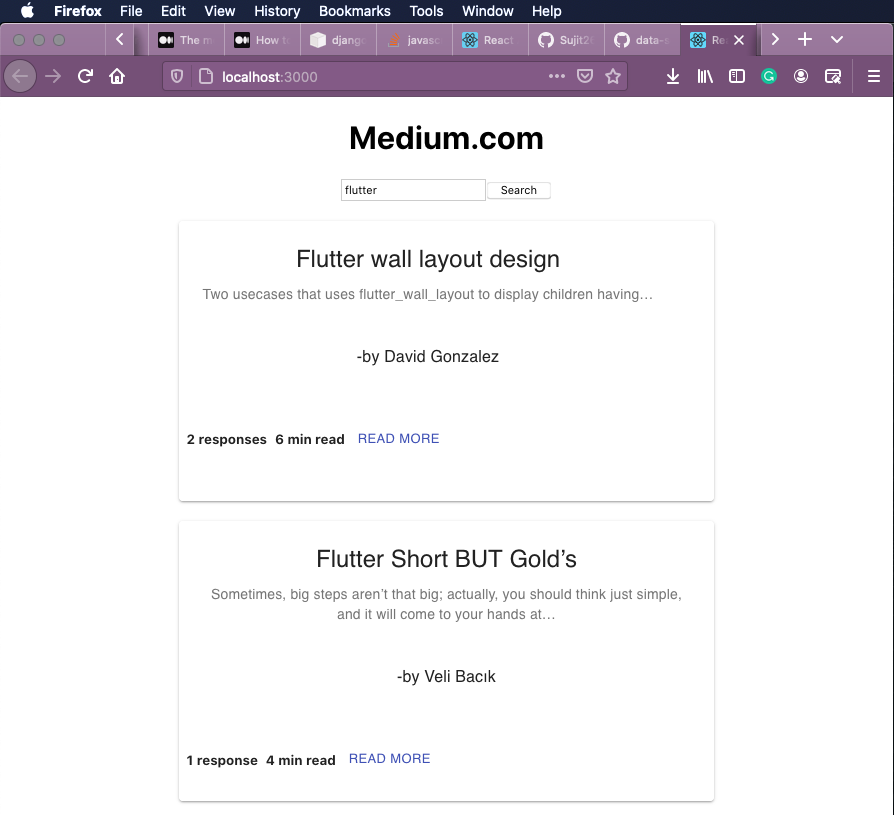 Firefox File Edit View History Bookmarks Tools Window Help
The m How to django javasc React Sujit2 data-s Re
localhost:3000
Medium.com
flutter Search
Flutter wall layout design
Two usecases that uses flutter_wall_layout to display children having…
-by David Gonzalez
2 responses 6 min read READ MORE
Flutter Short BUT Gold’s
Sometimes, big steps aren’t that big; actually, you should think just simple,
and it will come to your hands at…
-by Veli Bacık
1 response 4 min read READ MORE